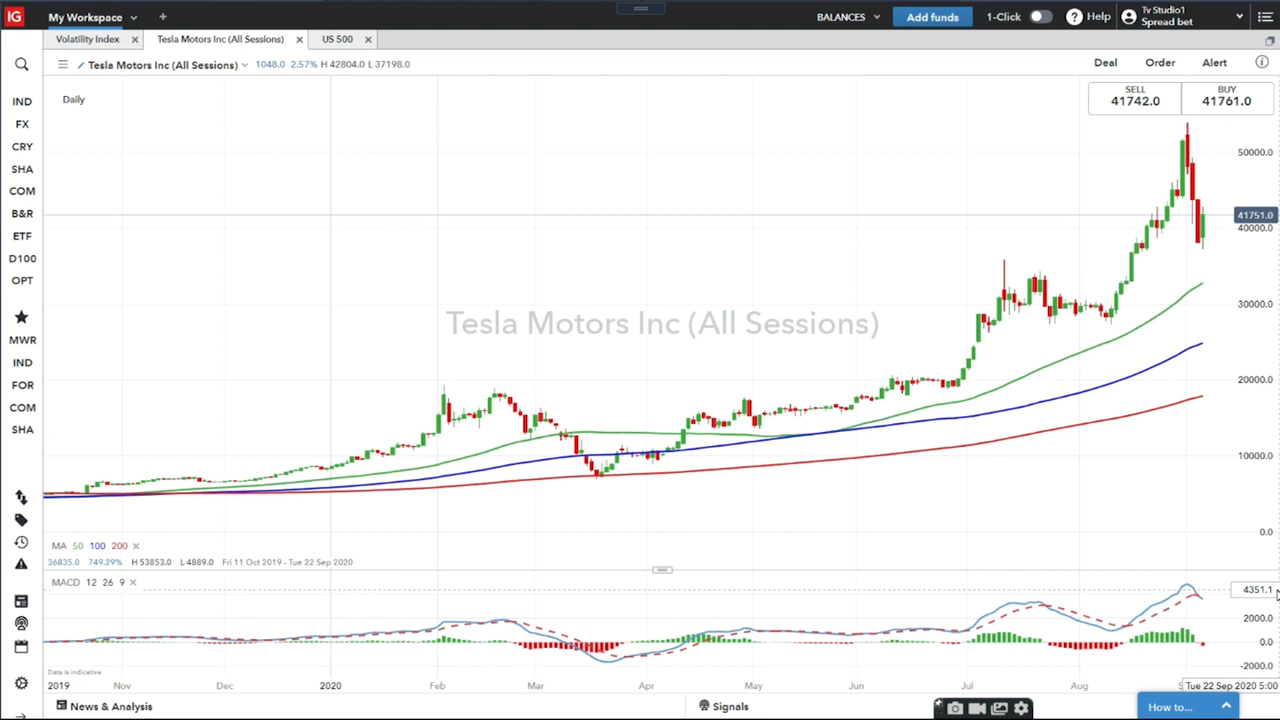 IG My Workspace + BALANCES Add funds 1-Click ? Help Tv Studio1
Spread bet
Volatility Index × Tesla Motors Inc (All Sessions) × US 500 ×
Tesla Motors Inc (All Sessions) 1048.0 2.57% H 42804.0 L 37198.0 Deal Order Alert
Daily
SELL BUY
41742.0 41761.0
IND
FX
CRY
SHA
COM
B&R
ETF
D100
OPT
MWR
IND
FOR
COM
SHA
50000.0
41751.0
40000.0
30000.0
20000.0
10000.0
0.0
Tesla Motors Inc (All Sessions)
MA 50 100 200 ×
36835.0 749.29% H 53853.0 L 4889.0 Fri 11 Oct 2019 - Tue 22 Sep 2020
MACD 12 26 9 ×
4351.1
2000.0
0.0
-2000.0
Data is indicative
2019 Nov Dec 2020 Feb Mar Apr May Jun Jul Aug Tue 22 Sep 2020 5:00
News & Analysis Signals How to...